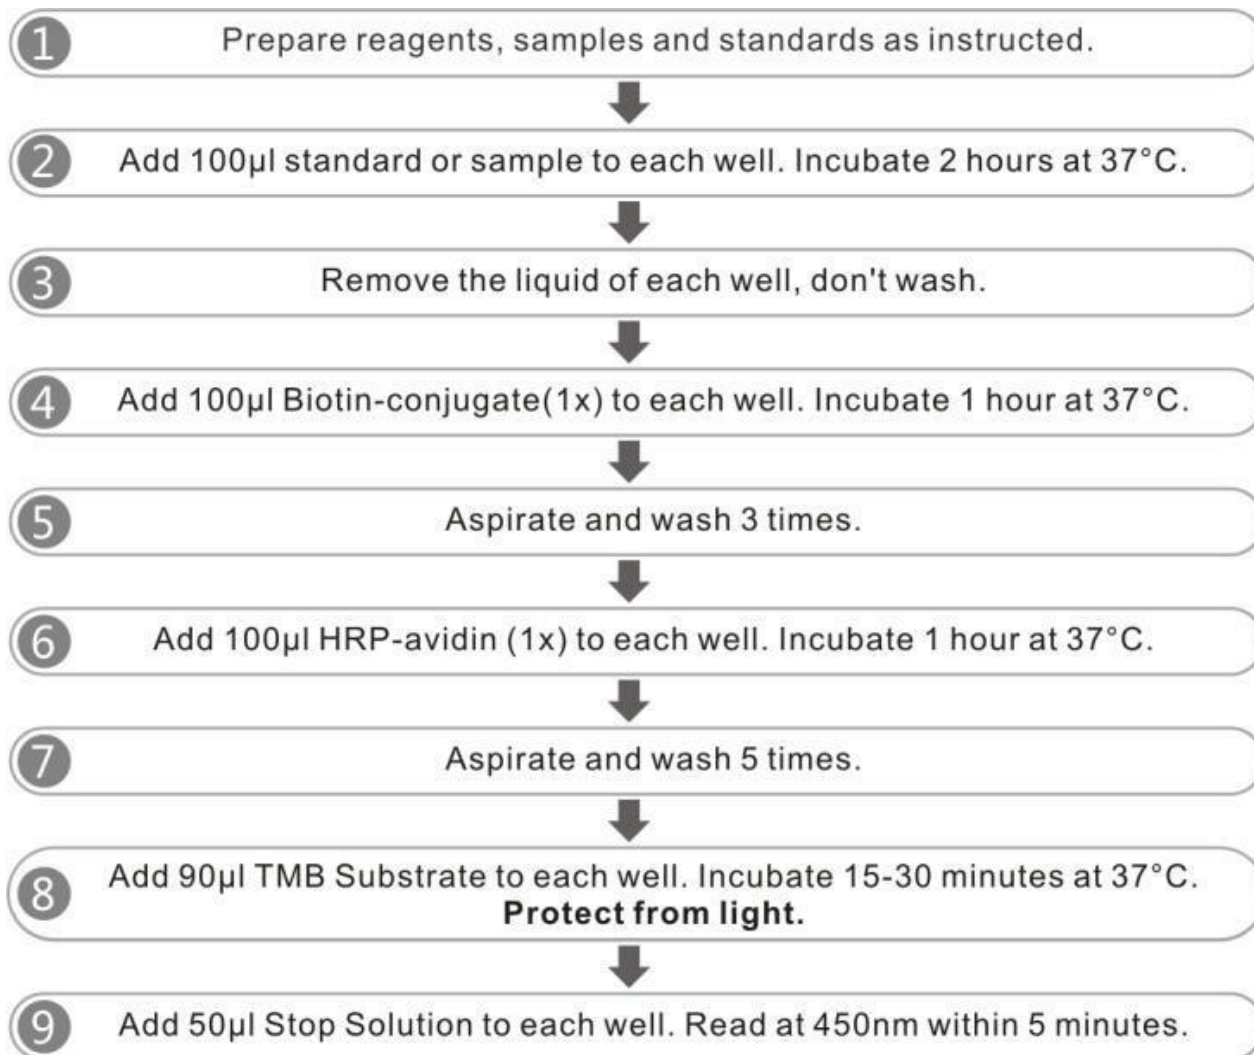 1 Prepare reagents, samples and standards as instructed.
2 Add 100µl standard or sample to each well. Incubate 2 hours at 37°C.
3 Remove the liquid of each well, don't wash.
4 Add 100µl Biotin-conjugate(1x) to each well. Incubate 1 hour at 37°C.
5 Aspirate and wash 3 times.
6 Add 100µl HRP-avidin (1x) to each well. Incubate 1 hour at 37°C.
7 Aspirate and wash 5 times.
8 Add 90µl TMB Substrate to each well. Incubate 15-30 minutes at 37°C.
Protect from light.
9 Add 50µl Stop Solution to each well. Read at 450nm within 5 minutes.